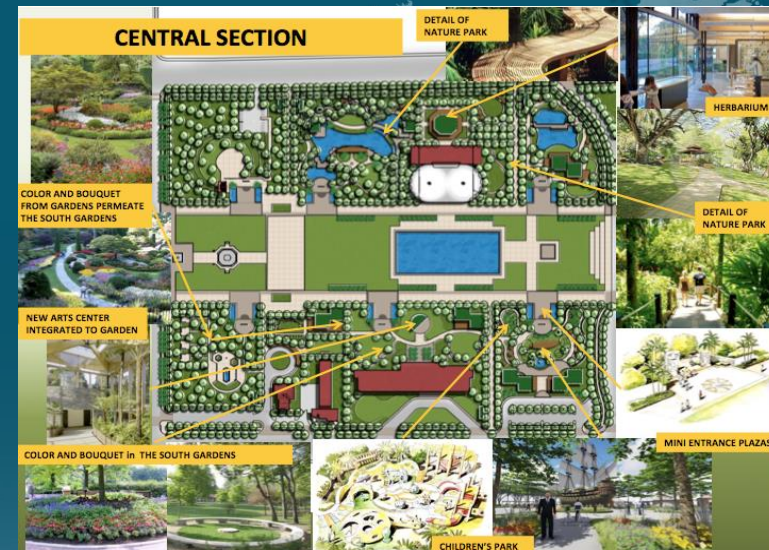 CENTRAL SECTION
DETAIL OF
NATURE PARK
HERBARIUM
COLOR AND BOUQUET
FROM GARDENS PERMEATE
THE SOUTH GARDENS
DETAIL OF
NATURE PARK
NEW ARTS CENTER
INTEGRATED TO GARDEN
MINI ENTRANCE PLAZAS
COLOR AND BOUQUET in THE SOUTH GARDENS
CHILDREN'S PARK